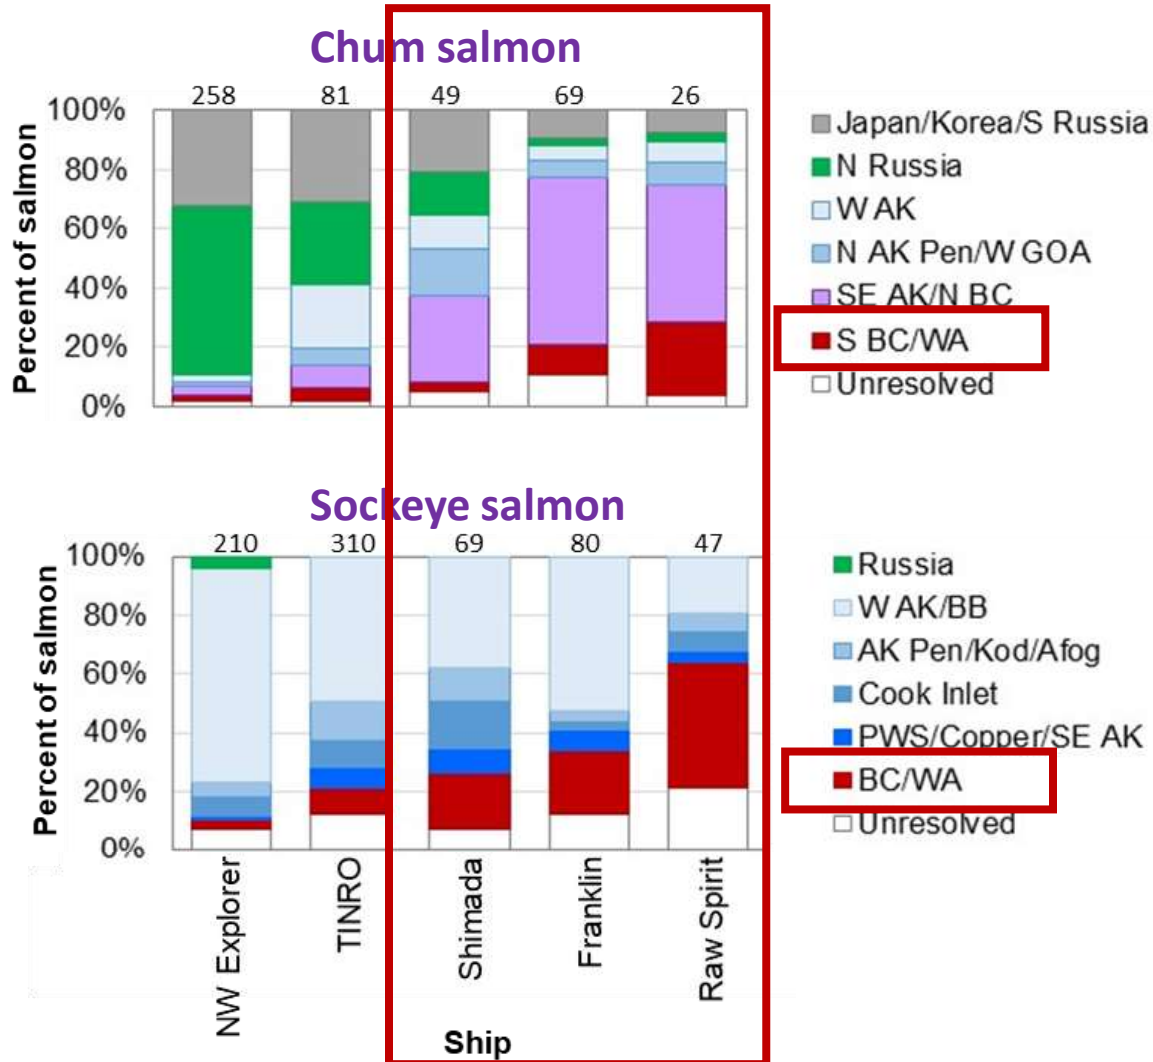 Chum salmon
258 81 49 69 26
Percent of salmon
100%
80%
60%
40%
20%
0%
Japan/Korea/S Russia
N Russia
W AK
N AK Pen/W GOA
SE AK/N BC
S BC/WA
Unresolved
Sockeye salmon
210 310 69 80 47
Percent of salmon
100%
80%
60%
40%
20%
0%
Russia
W AK/BB
AK Pen/Kod/Afog
Cook Inlet
PWS/Copper/SE AK
BC/WA
Unresolved
NW Explorer
TINRO
Shimada
Franklin
Raw Spirit
Ship